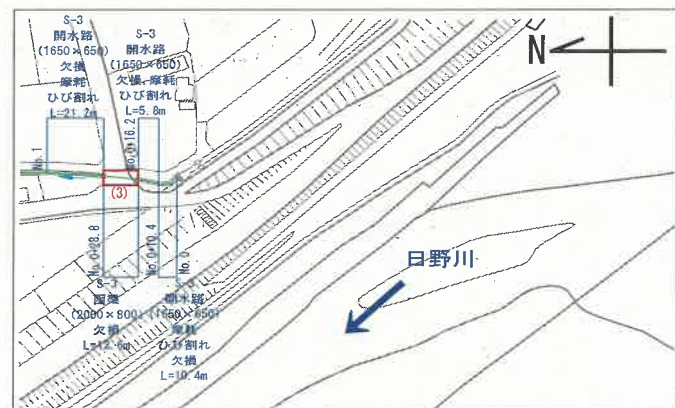 S-3
開水路
(1650×650)
欠損
摩耗
ひび割れ
L=21.2m
S-3
開水路
(1650×650)
欠損、摩耗
ひび割れ
L=5.8m
N
No.1
No.0+16.2
(3)
No.0+28.8
No.0+10.4
No.0
S-3
(2000×800)
欠損
L=12.6m
S-3
開水路
(1650×650)
摩耗
ひび割れ
欠損
L=10.4m
日野川